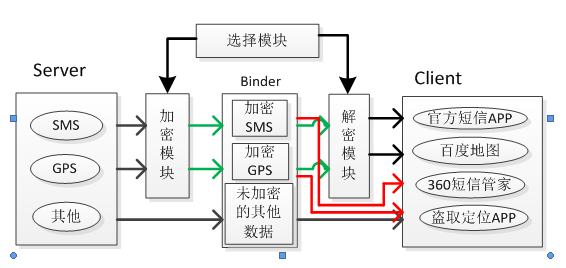 选择模块
Server
Binder
Client
SMS
GPS
其他
加密模块
加密
SMS
加密
GPS
未加密
的其他
数据
解密模块
官方短信APP
百度地图
360短信管家
盗取定位APP